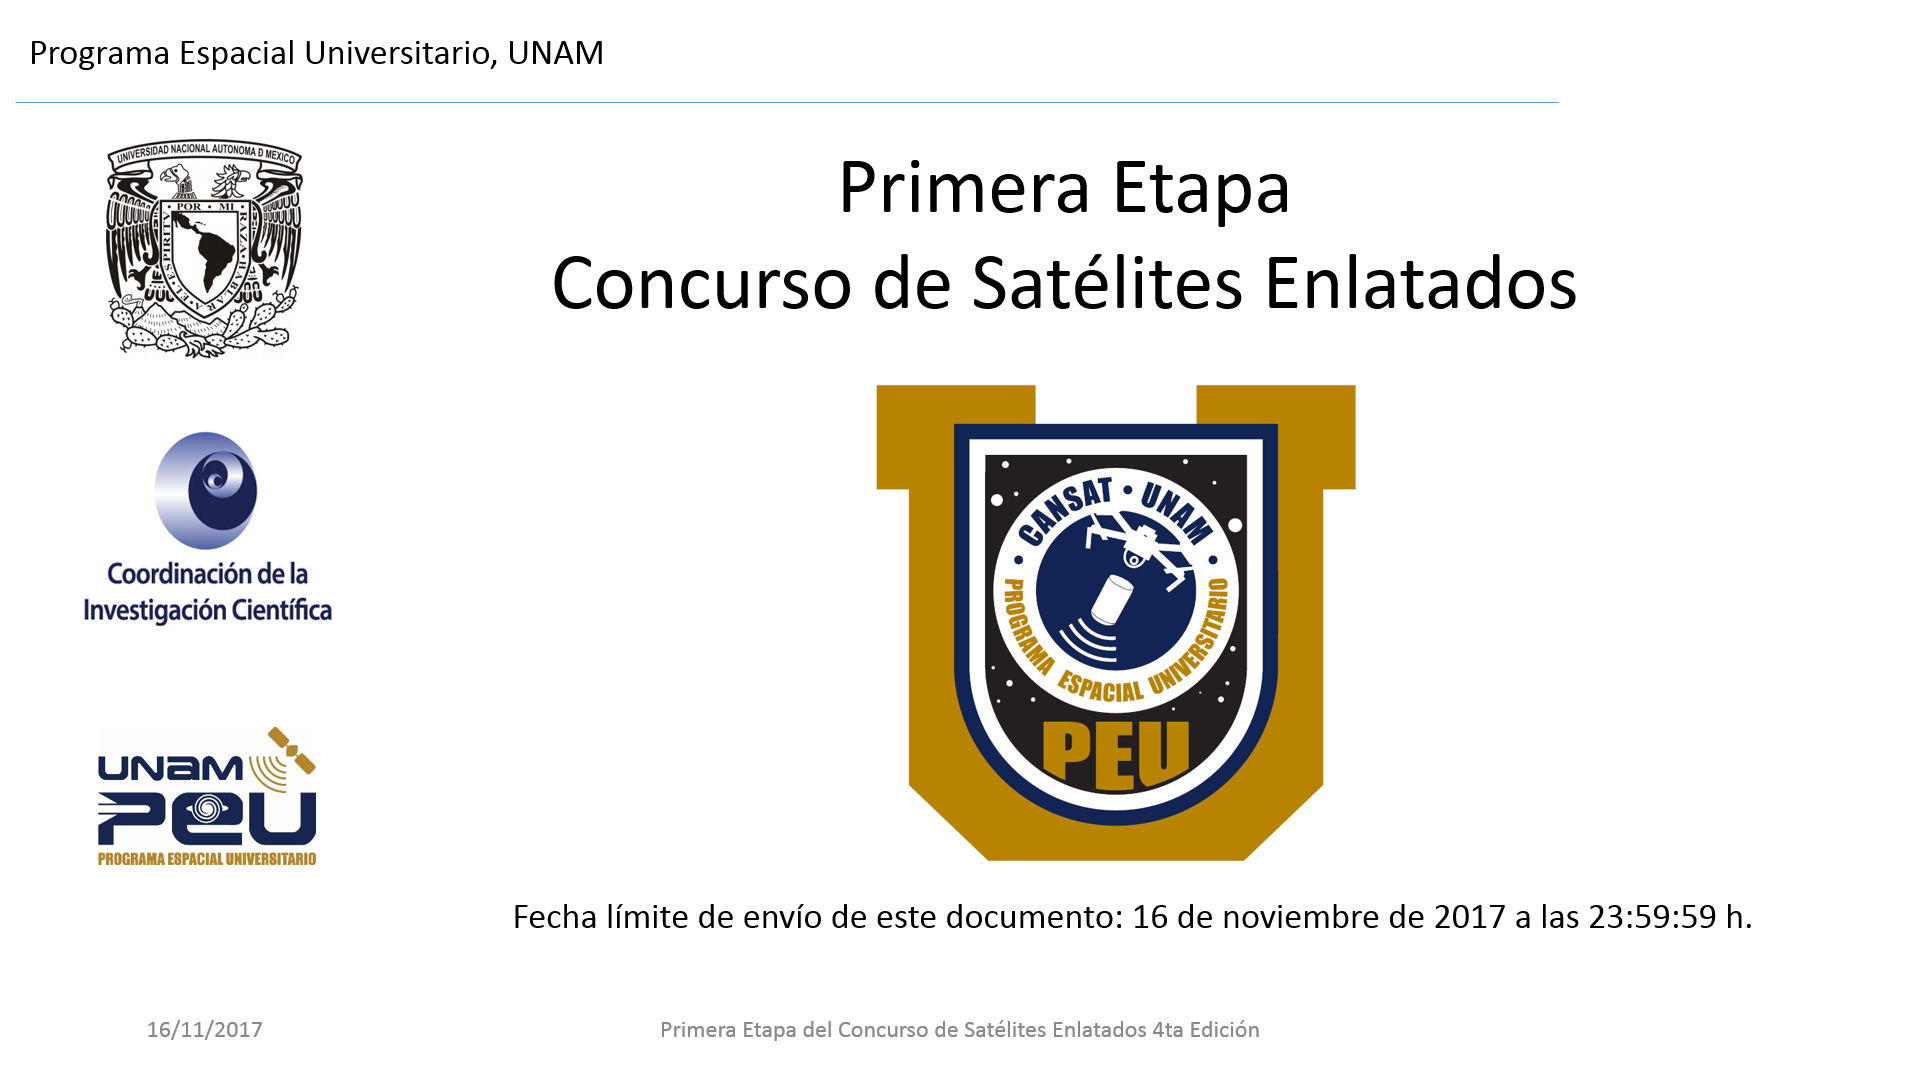 Programa Espacial Universitario, UNAM
UNIVERSIDAD NACIONAL AUTONOMA D MEXICO
POR · MI · RAZA · HABLARA · EL · ESPIRITU
Primera Etapa
Concurso de Satélites Enlatados
Coordinación de la
Investigación Científica
CANSAT · UNAM
PROGRAMA ESPACIAL UNIVERSITARIO
PEU
UNAM
PEU
PROGRAMA ESPACIAL UNIVERSITARIO
Fecha límite de envío de este documento: 16 de noviembre de 2017 a las 23:59:59 h.
16/11/2017
Primera Etapa del Concurso de Satélites Enlatados 4ta Edición